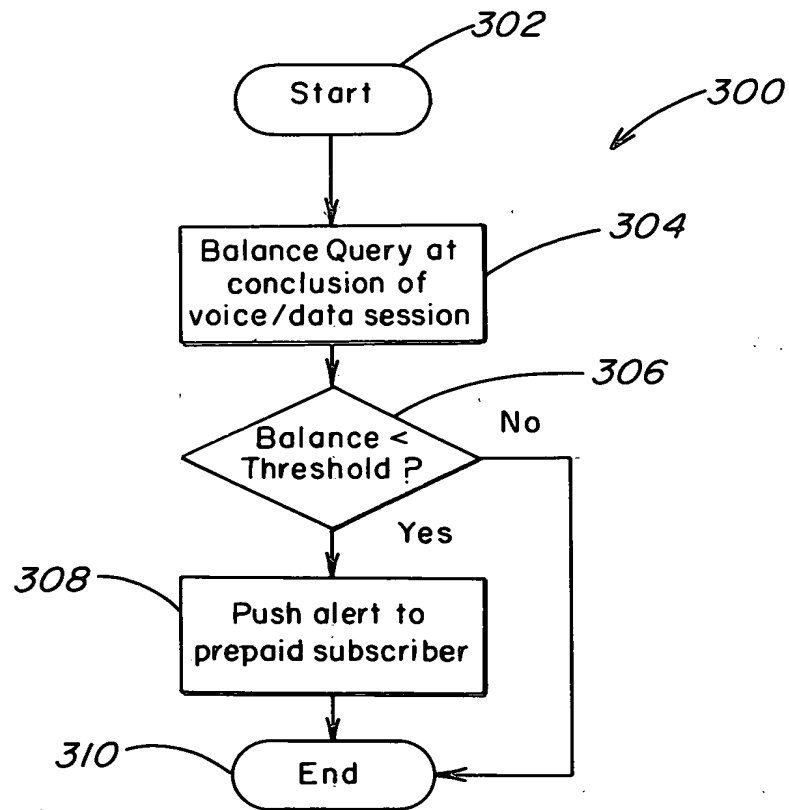 302
Start
300
Balance Query at
conclusion of
voice/data session
304
306
Balance <
Threshold ?
No
Yes
308
Push alert to
prepaid subscriber
310
End